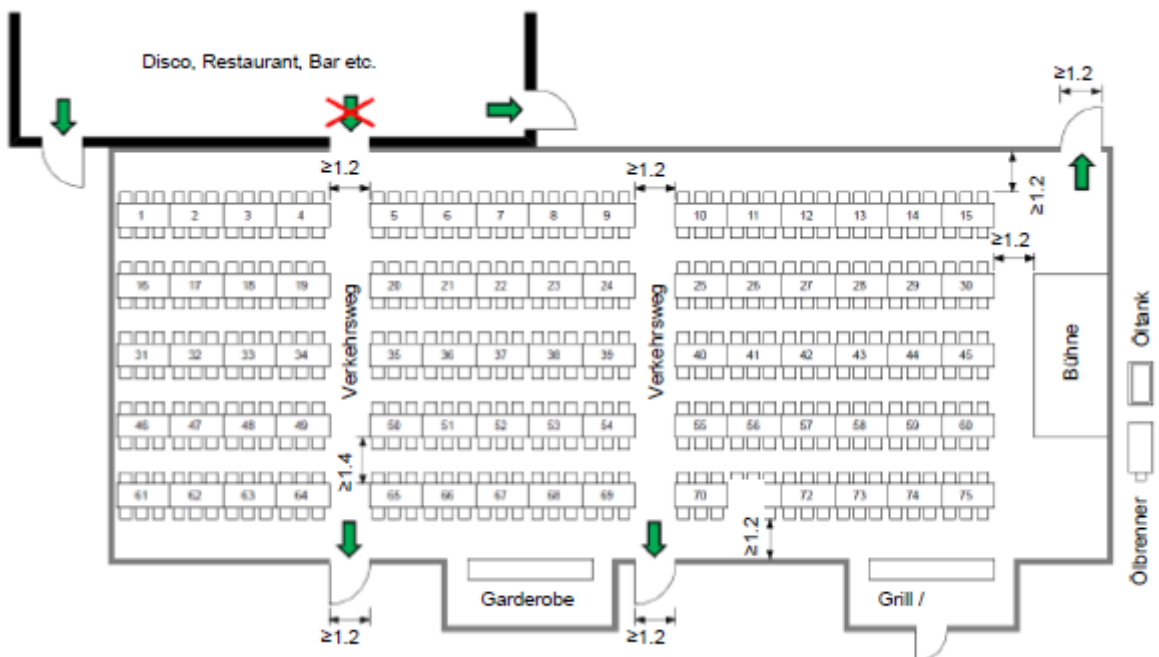 Disco, Restaurant, Bar etc.
≥1.2
≥1.2 ≥1.2
≥1.2
1 2 3 4 5 6 7 8 9 10 11 12 13 14 15
≥1.2
16 17 18 19 20 21 22 23 24 25 26 27 28 29 30
Verkehrsweg
Verkehrsweg
Bühne
Öltank
31 32 33 34 35 36 37 38 39 40 41 42 43 44 45
46 47 48 49 50 51 52 53 54 55 56 57 58 59 60
≥1.4
61 62 63 64 65 66 67 68 69 70 72 73 74 75
≥1.2
Ölbrenner
Garderobe
Grill /
≥1.2 ≥1.2